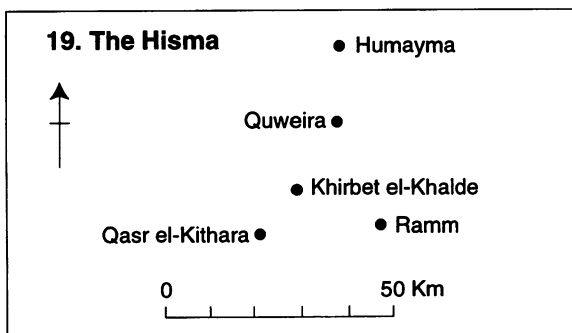 19. The Hisma
Humayma
Quweira
Khirbet el-Khalde
Ramm
Qasr el-Kithara
0 50 Km